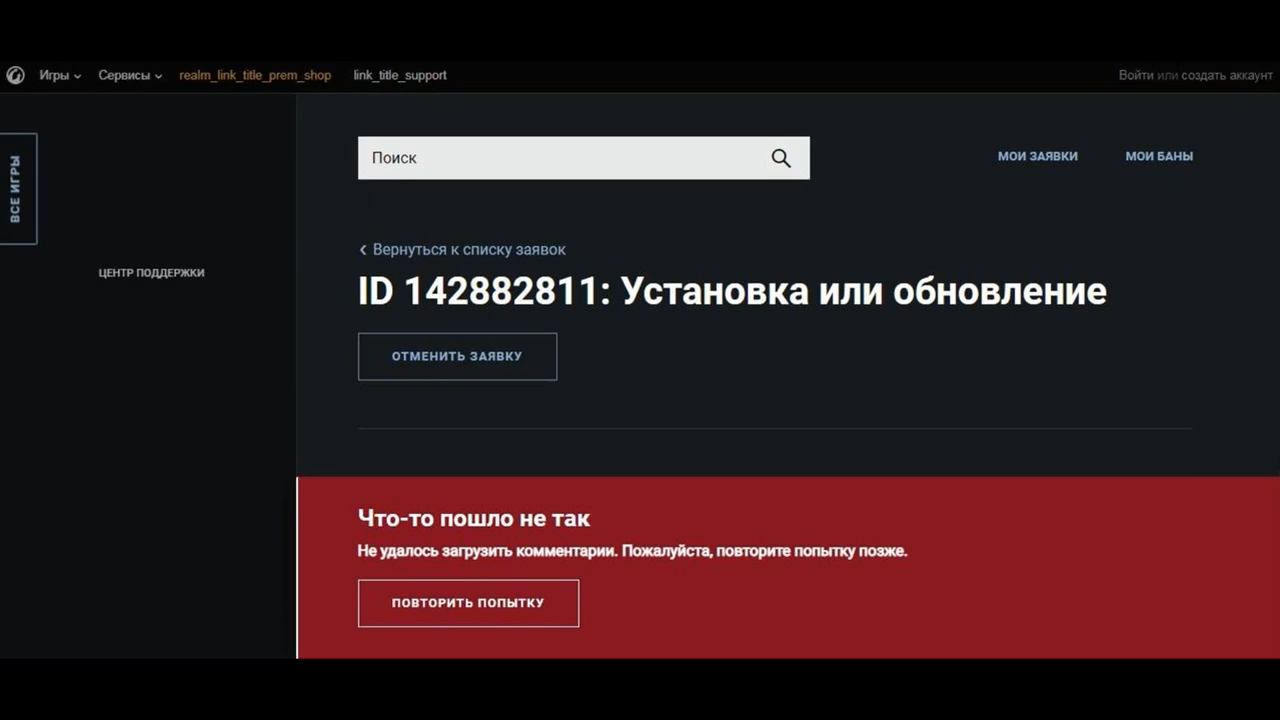 Игры Сервисы realm_link_title_prem_shop link_title_support Войти или создать аккаунт
ВСЕ ИГРЫ
Поиск
МОИ ЗАЯВКИ МОИ БАНЫ
Вернуться к списку заявок
ЦЕНТР ПОДДЕРЖКИ
ID 142882811: Установка или обновление
ОТМЕНИТЬ ЗАЯВКУ
Что-то пошло не так
Не удалось загрузить комментарии. Пожалуйста, повторите попытку позже.
ПОВТОРИТЬ ПОПЫТКУ